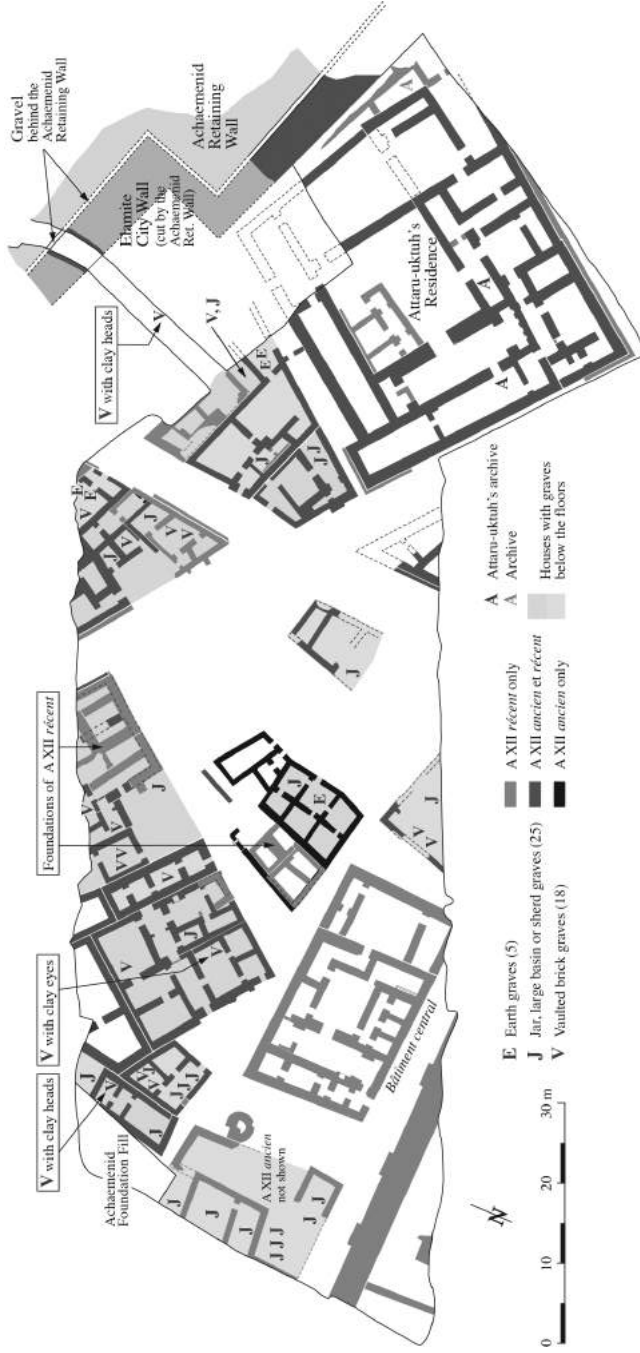 V with clay heads
V with clay eyes
Foundations of A XII récent
V with clay heads
Gravel
behind the
Achaemenid
Retaining Wall
Achaemenid
Foundation Fill
Elamite
City Wall
(cut by the
Achaemenid
Ret. Wall)
Achaemenid
Retaining
Wall
V
V, J
J
V
J
V
J
J
J
J
V
V
J
V
V
V
V
V
J
J
V
J
V
V
E
V
E
J
E
E
J
J
J
J
J
J
J
J
J
J
J
A XII ancien
not shown
Bâtiment central
J
E
J
J
V
V
Attaru-uktuh's
Residence
A
A
A
N
0 10 20 30 m
E Earth graves (5)
J Jar, large basin or sherd graves (25)
V Vaulted brick graves (18)
A XII récent only
A XII ancien et récent
A XII ancien only
A Attaru-uktuh's archive
A Archive
Houses with graves
below the floors